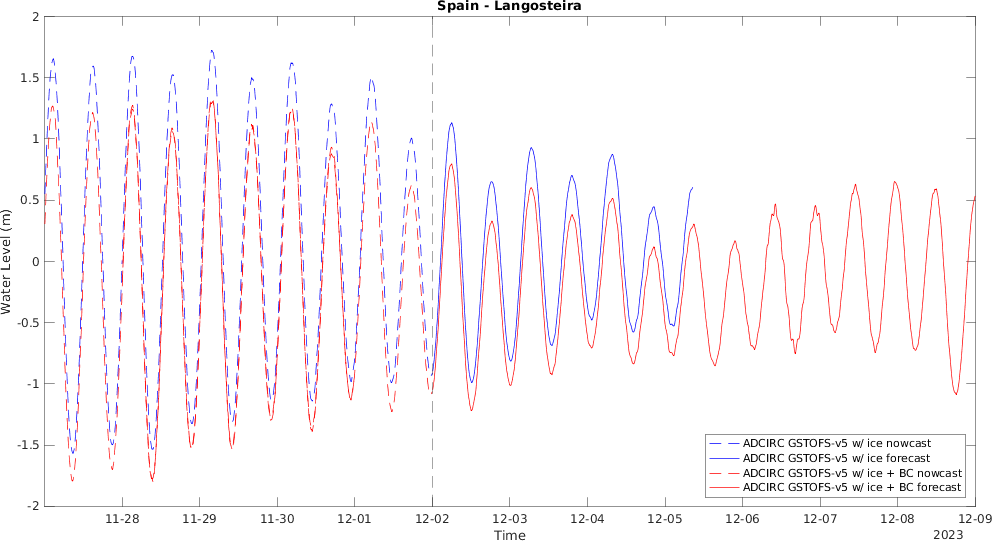 Spain - Langosteira
2
1.5
1
0.5
0
-0.5
-1
-1.5
-2
Water Level (m)
ADCIRC GSTOFS-v5 w/ ice nowcast
ADCIRC GSTOFS-v5 w/ ice forecast
ADCIRC GSTOFS-v5 w/ ice + BC nowcast
ADCIRC GSTOFS-v5 w/ ice + BC forecast
11-28 11-29 11-30 12-01 12-02 12-03 12-04 12-05 12-06 12-07 12-08 12-09
Time
2023